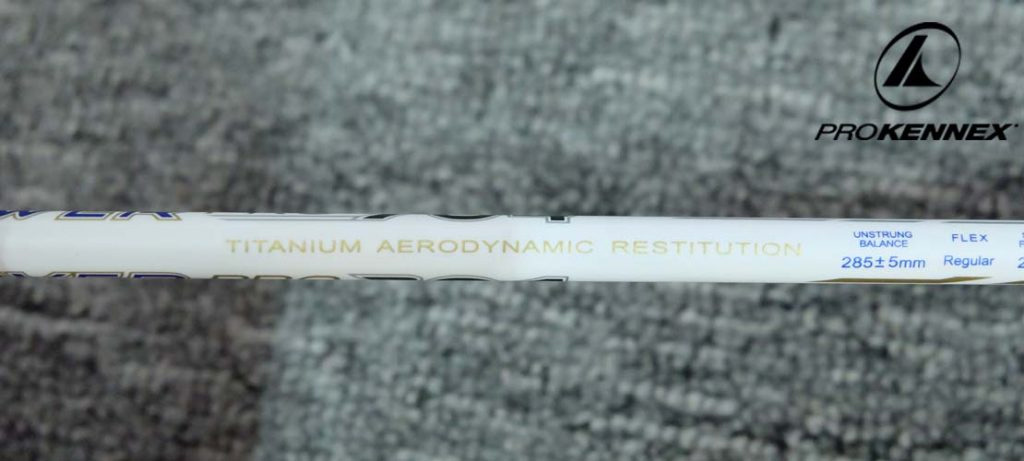 PROKENNEX
TITANIUM AERODYNAMIC RESTITUTION
UNSTRUNG
BALANCE
285±5mm
FLEX
Regular